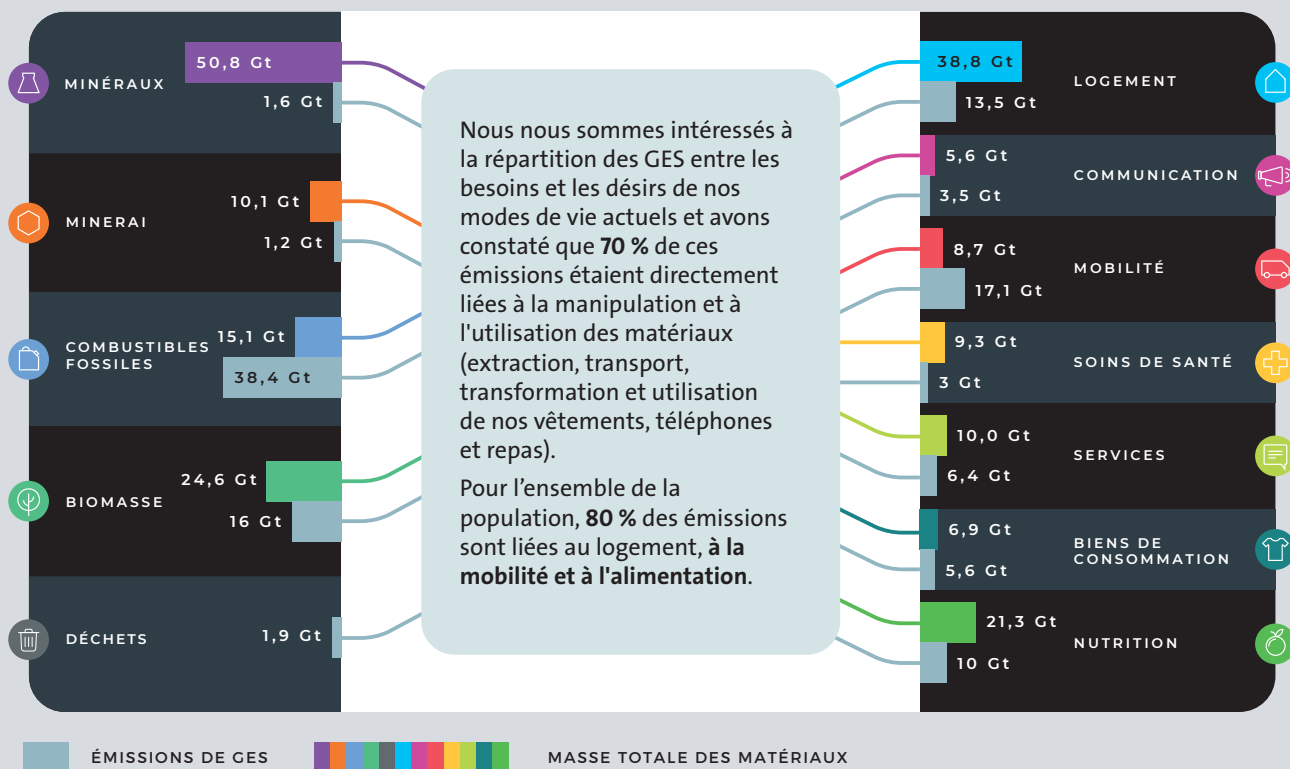 50,8 Gt
MINÉRAUX
1,6 Gt
10,1 Gt
MINERAI
1,2 Gt
15,1 Gt
COMBUSTIBLES
FOSSILES
38,4 Gt
24,6 Gt
BIOMASSE
16 Gt
DÉCHETS
1,9 Gt
Nous nous sommes intéressés à
la répartition des GES entre les
besoins et les désirs de nos
modes de vie actuels et avons
constaté que 70 % de ces
émissions étaient directement
liées à la manipulation et à
l'utilisation des matériaux
(extraction, transport,
transformation et utilisation
de nos vêtements, téléphones
et repas).
Pour l’ensemble de la
population, 80 % des émissions
sont liées au logement, à la
mobilité et à l'alimentation.
38,8 Gt
LOGEMENT
13,5 Gt
5,6 Gt
COMMUNICATION
3,5 Gt
8,7 Gt
MOBILITÉ
17,1 Gt
9,3 Gt
SOINS DE SANTÉ
3 Gt
10,0 Gt
SERVICES
6,4 Gt
6,9 Gt
BIENS DE
CONSOMMATION
5,6 Gt
21,3 Gt
NUTRITION
10 Gt
ÉMISSIONS DE GES
MASSE TOTALE DES MATÉRIAUX